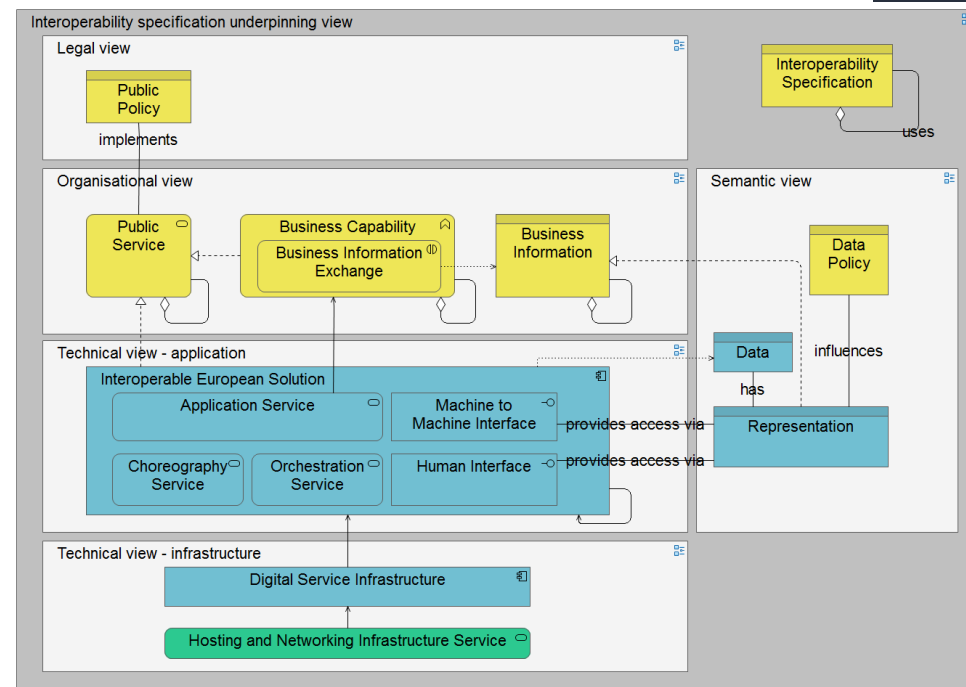 Interoperability specification underpinning view
Legal view
Public
Policy
implements
Interoperability
Specification
uses
Organisational view
Public
Service
Business Capability
Business Information
Exchange
Business
Information
Semantic view
Data
Policy
Data
influences
has
Representation
Technical view - application
Interoperable European Solution
Application Service
Machine to
Machine Interface
provides access via
Choreography
Service
Orchestration
Service
Human Interface
provides access via
Technical view - infrastructure
Digital Service Infrastructure
Hosting and Networking Infrastructure Service